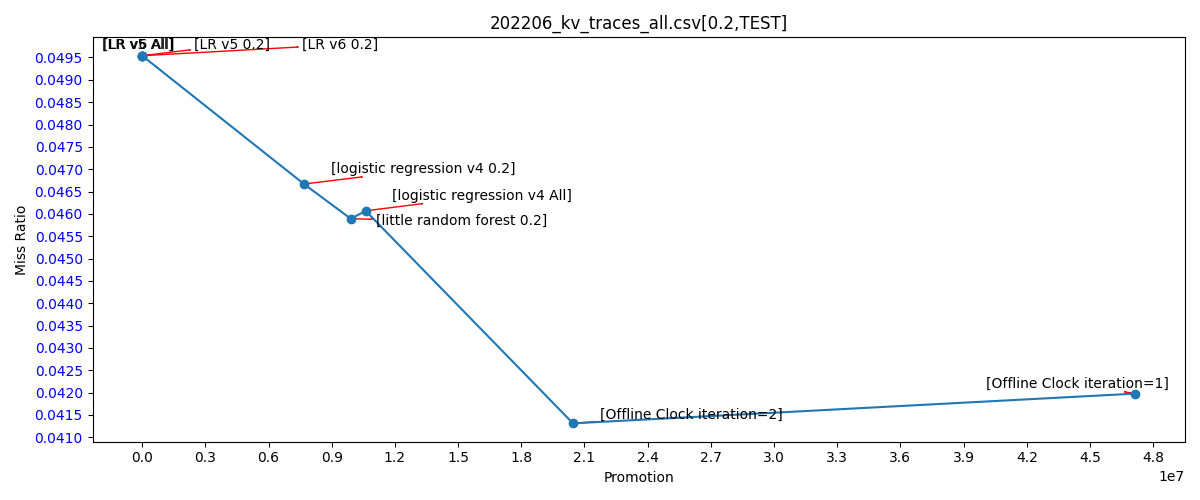 202206_kv_traces_all.csv[0.2,TEST]
[LR v5 All]
[LR v5 0.2]
[LR v6 0.2]
[logistic regression v4 0.2]
[logistic regression v4 All]
[little random forest 0.2]
[Offline Clock iteration=1]
[Offline Clock iteration=2]
Miss Ratio
0.0495
0.0490
0.0485
0.0480
0.0475
0.0470
0.0465
0.0460
0.0455
0.0450
0.0445
0.0440
0.0435
0.0430
0.0425
0.0420
0.0415
0.0410
0.0 0.3 0.6 0.9 1.2 1.5 1.8 2.1 2.4 2.7 3.0 3.3 3.6 3.9 4.2 4.5 4.8
1e7
Promotion